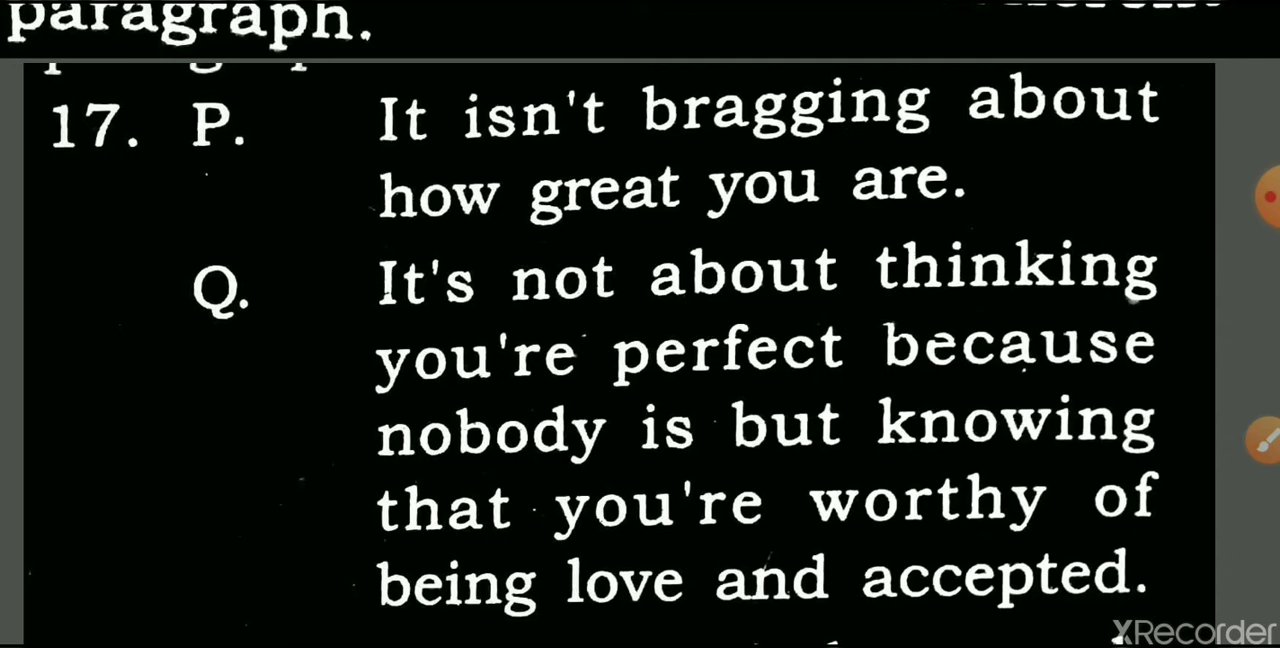 paragraph.
17. P. It isn't bragging about
how great you are.
Q. It's not about thinking
you're perfect because
nobody is but knowing
that you're worthy of
being love and accepted.
XRecorder